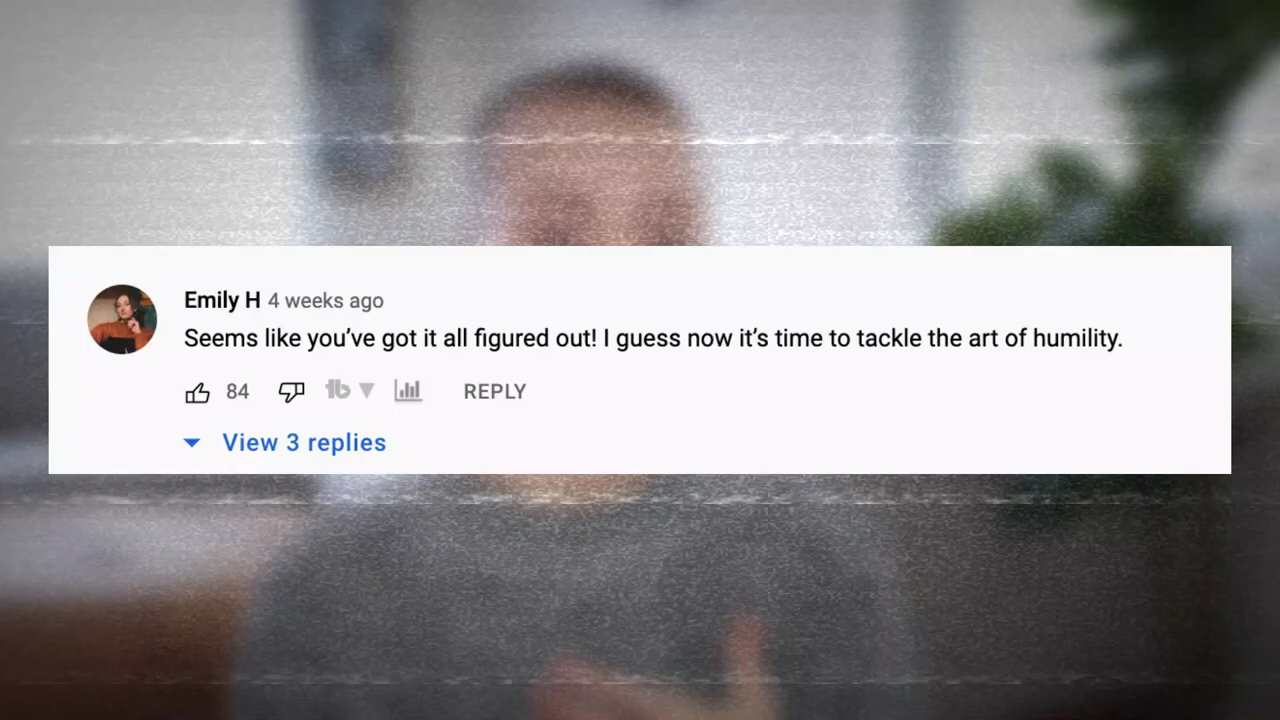 Emily H 4 weeks ago
Seems like you've got it all figured out! I guess now it's time to tackle the art of humility.
84 REPLY
View 3 replies